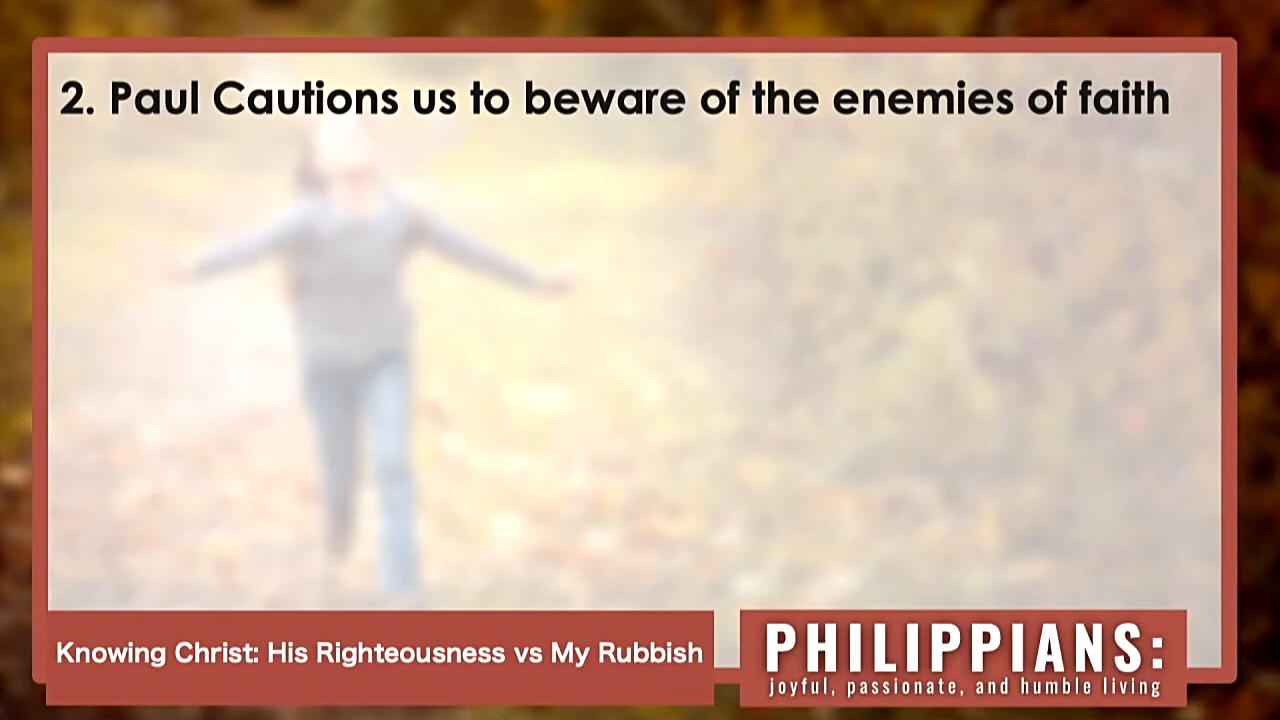 2. Paul Cautions us to beware of the enemies of faith
Knowing Christ: His Righteousness vs My Rubbish
PHILIPPIANS:
joyful, passionate, and humble living